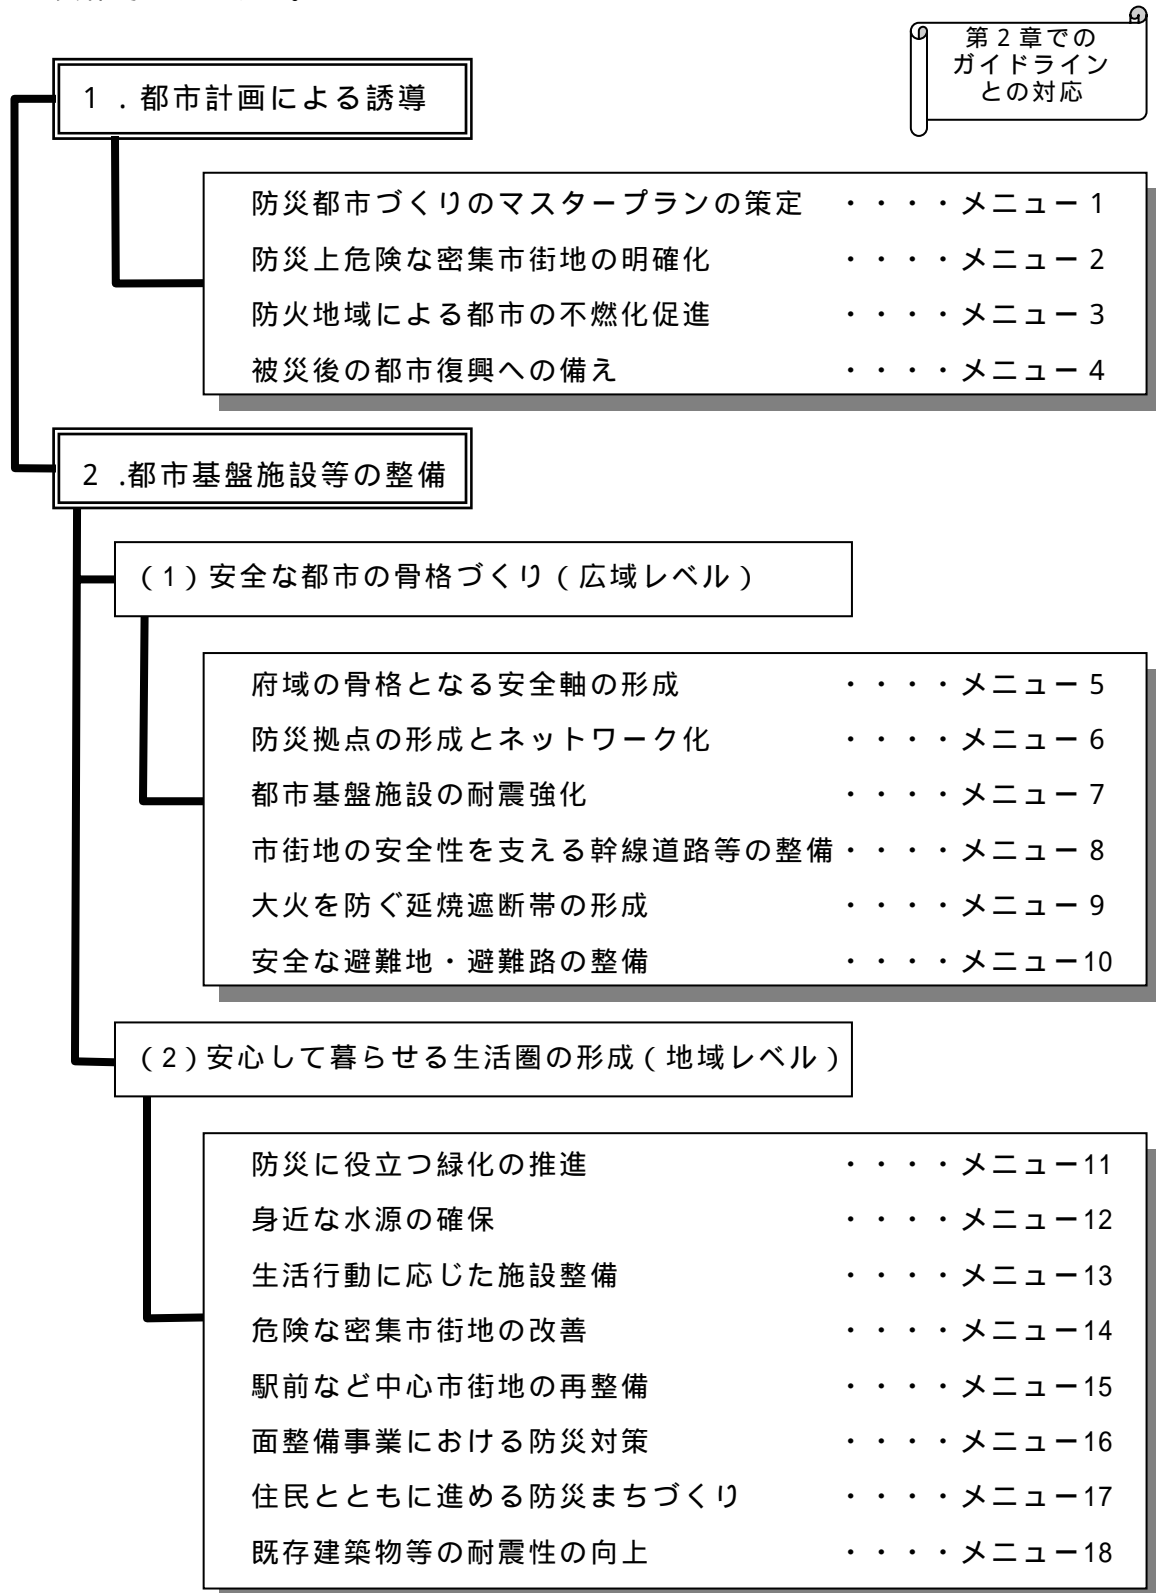 第２章での
ガイドライン
との対応
１．都市計画による誘導
防災都市づくりのマスタープランの策定　・・・・メニュー１
防災上危険な密集市街地の明確化　・・・・メニュー２
防火地域による都市の不燃化促進　・・・・メニュー３
被災後の都市復興への備え　・・・・メニュー４
２．都市基盤施設等の整備
（１）安全な都市の骨格づくり（広域レベル）
府域の骨格となる安全軸の形成　・・・・メニュー５
防災拠点の形成とネットワーク化　・・・・メニュー６
都市基盤施設の耐震強化　・・・・メニュー７
市街地の安全性を支える幹線道路等の整備・・・・メニュー８
大火を防ぐ延焼遮断帯の形成　・・・・メニュー９
安全な避難地・避難路の整備　・・・・メニュー10
（２）安心して暮らせる生活圏の形成（地域レベル）
防災に役立つ緑化の推進　・・・・メニュー11
身近な水源の確保　・・・・メニュー12
生活行動に応じた施設整備　・・・・メニュー13
危険な密集市街地の改善　・・・・メニュー14
駅前など中心市街地の再整備　・・・・メニュー15
面整備事業における防災対策　・・・・メニュー16
住民とともに進める防災まちづくり　・・・・メニュー17
既存建築物等の耐震性の向上　・・・・メニュー18